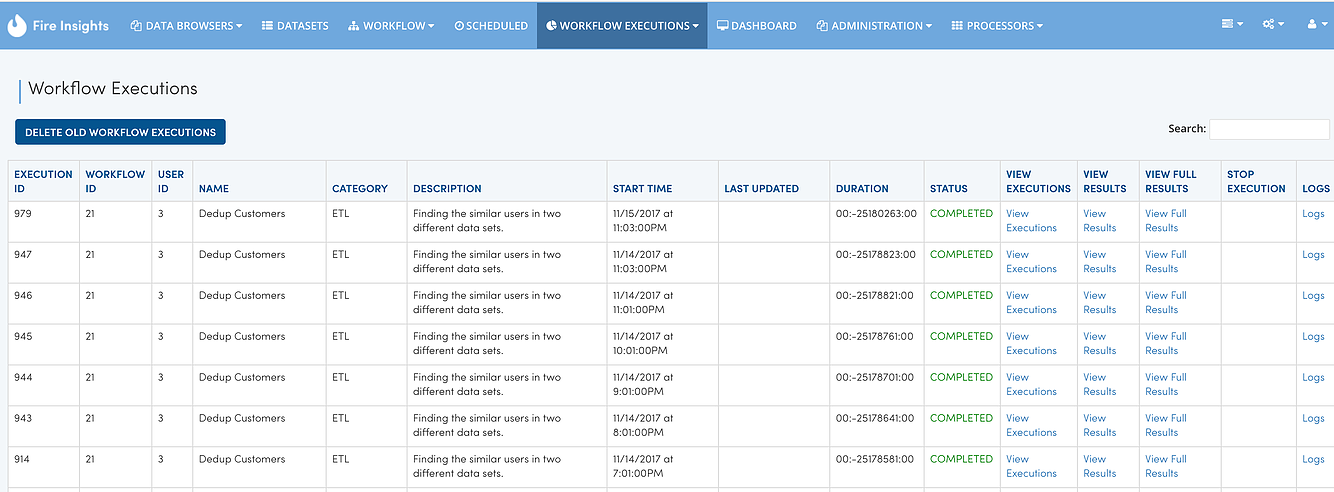 Fire Insights DATA BROWSERS DATASETS WORKFLOW SCHEDULED WORKFLOW EXECUTIONS DASHBOARD ADMINISTRATION PROCESSORS
Workflow Executions
DELETE OLD WORKFLOW EXECUTIONS Search:
EXECUTION WORKFLOW USER VIEW VIEW VIEW FULL STOP
ID ID ID NAME CATEGORY DESCRIPTION START TIME LAST UPDATED DURATION STATUS EXECUTIONS RESULTS RESULTS EXECUTION LOGS
979 21 3 Dedup Customers ETL Finding the similar users in two 11/15/2017 at 00:-25180263:00 COMPLETED View View View Full Logs
different data sets. 11:03:00PM Executions Results Results
947 21 3 Dedup Customers ETL Finding the similar users in two 11/14/2017 at 00:-25178823:00 COMPLETED View View View Full Logs
different data sets. 11:03:00PM Executions Results Results
946 21 3 Dedup Customers ETL Finding the similar users in two 11/14/2017 at 00:-25178821:00 COMPLETED View View View Full Logs
different data sets. 11:01:00PM Executions Results Results
945 21 3 Dedup Customers ETL Finding the similar users in two 11/14/2017 at 00:-25178761:00 COMPLETED View View View Full Logs
different data sets. 10:01:00PM Executions Results Results
944 21 3 Dedup Customers ETL Finding the similar users in two 11/14/2017 at 00:-25178701:00 COMPLETED View View View Full Logs
different data sets. 9:01:00PM Executions Results Results
943 21 3 Dedup Customers ETL Finding the similar users in two 11/14/2017 at 00:-25178641:00 COMPLETED View View View Full Logs
different data sets. 8:01:00PM Executions Results Results
914 21 3 Dedup Customers ETL Finding the similar users in two 11/14/2017 at 00:-25178581:00 COMPLETED View View View Full Logs
different data sets. 7:01:00PM Executions Results Results